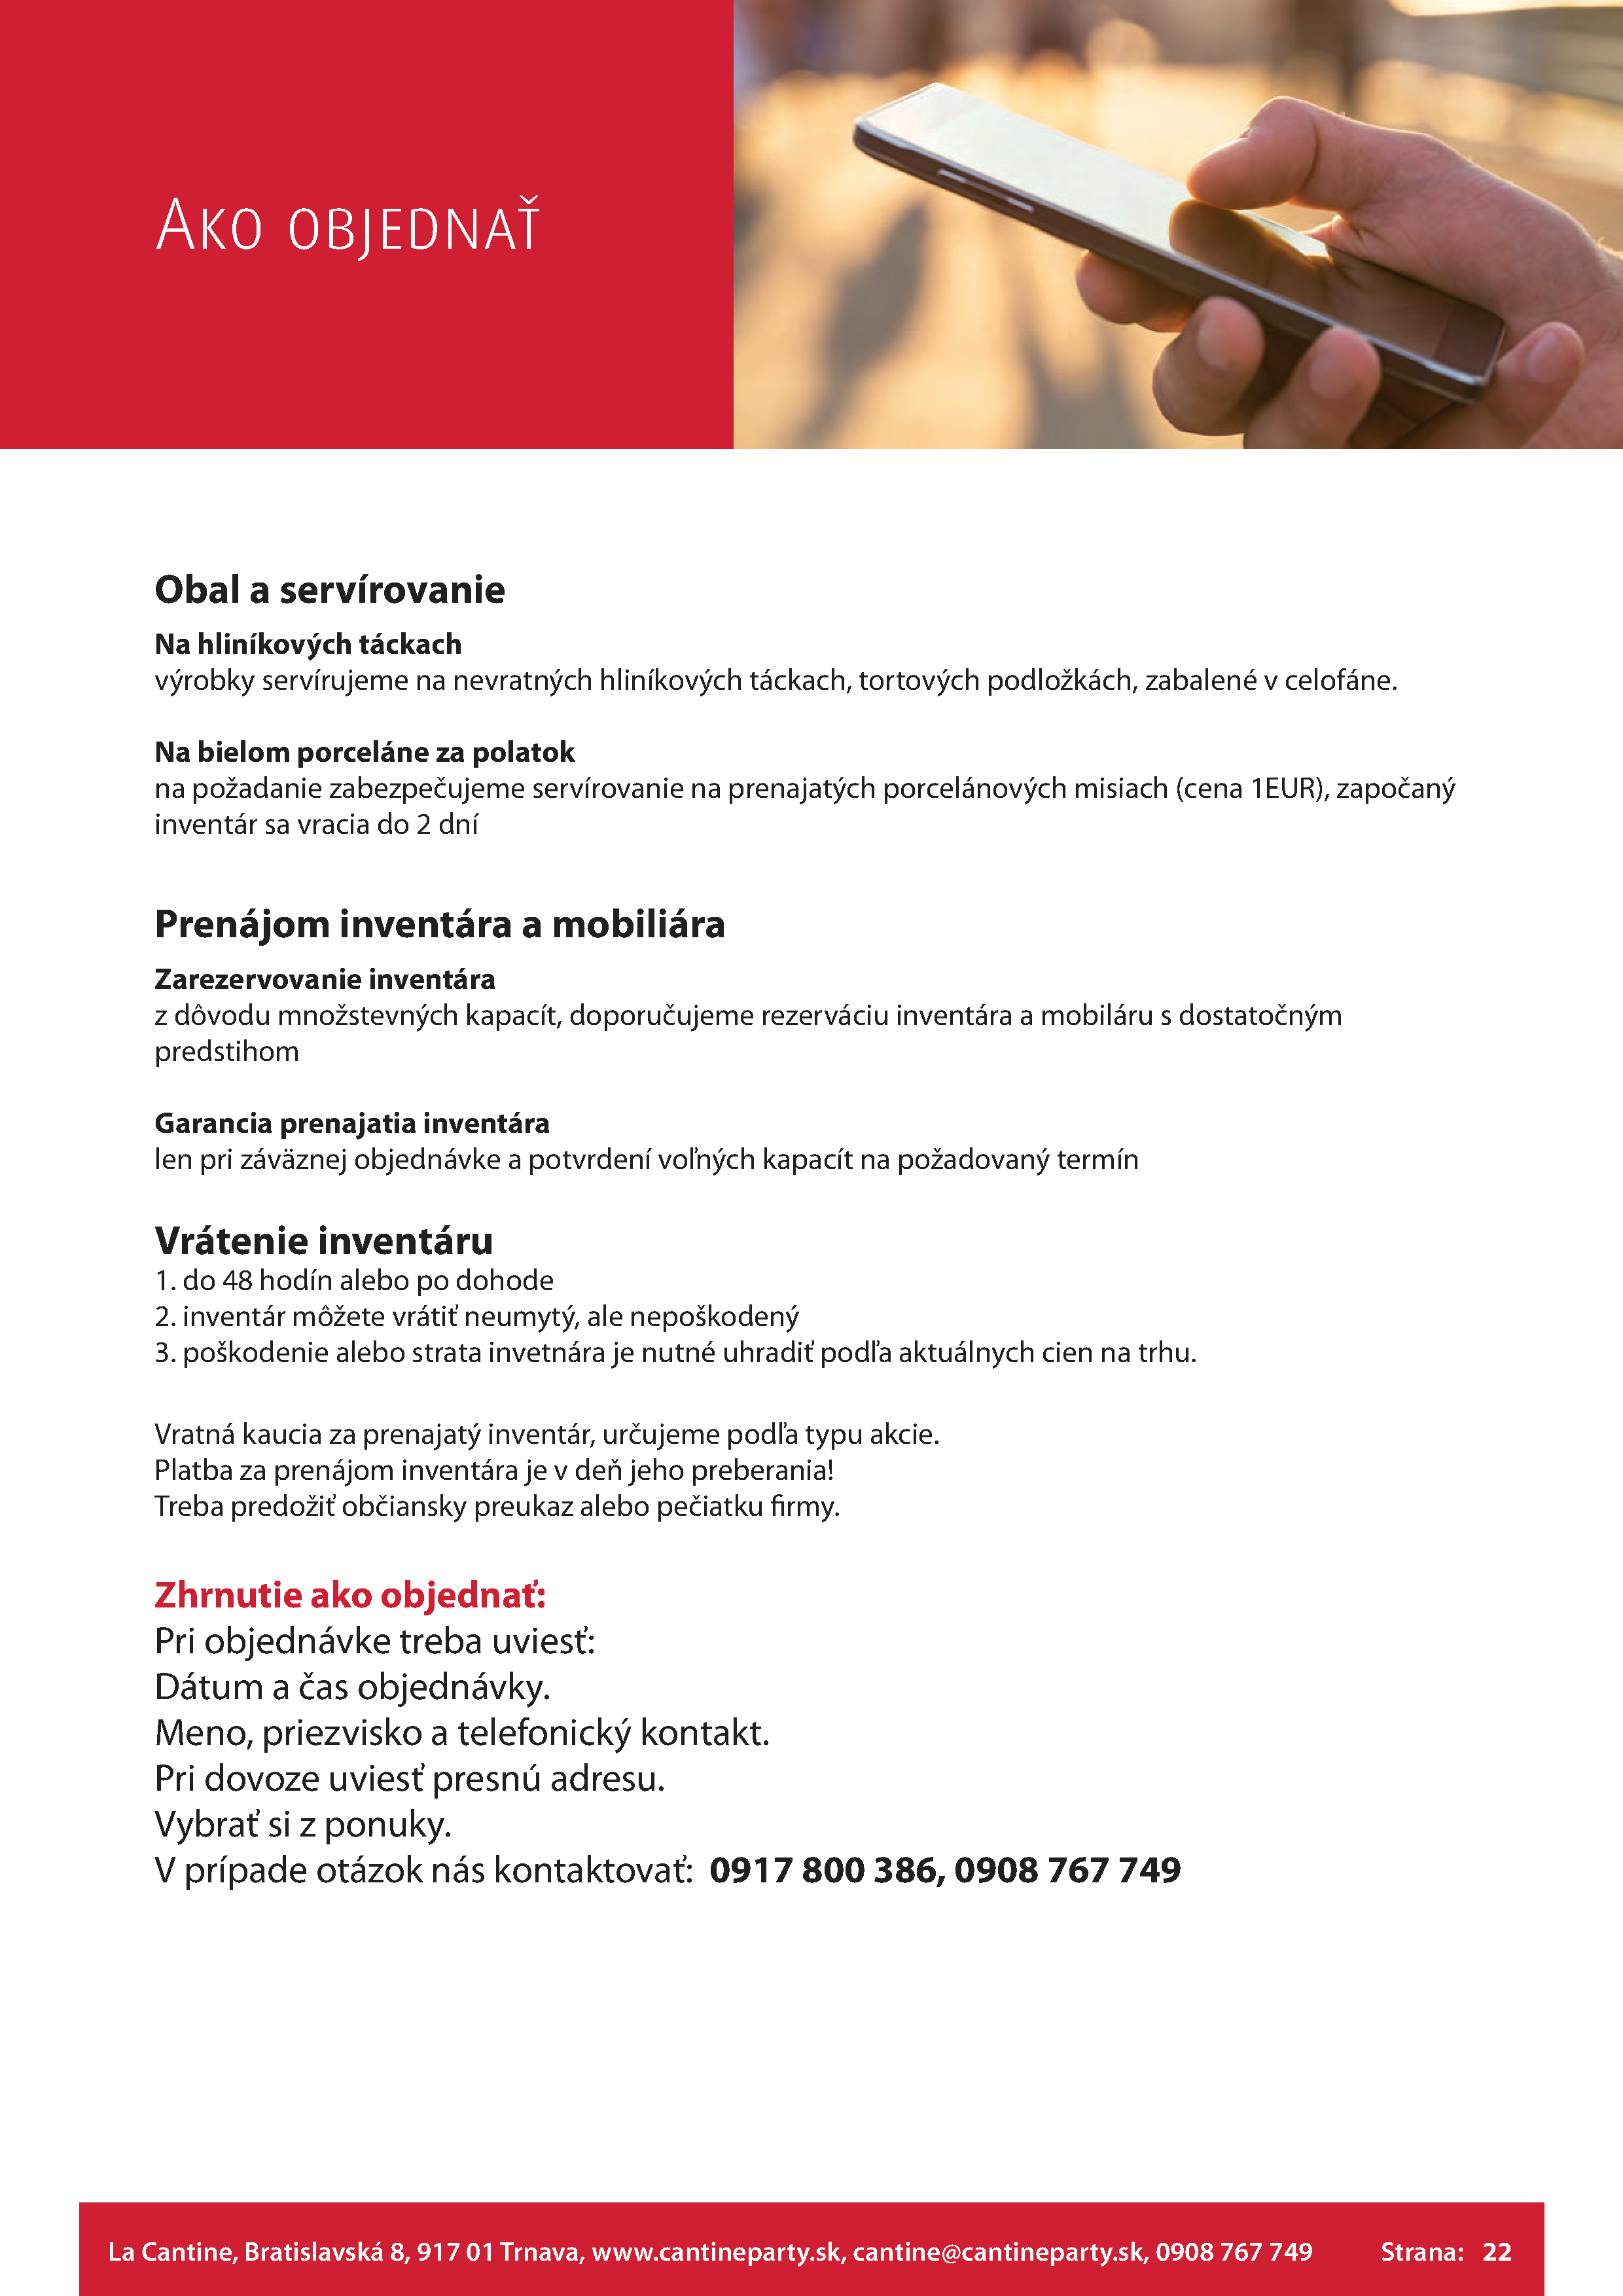 Ako objednať
Obal a servírovanie
Na hliníkových táckach
výrobky servírujeme na nevratných hliníkových táckach, tortových podložkách, zabalené v celofáne.
Na bielom porceláne za polatok
na požadanie zabezpečujeme servírovanie na prenajatých porcelánových misiach (cena 1EUR), započaný
inventár sa vracia do 2 dní
Prenájom inventára a mobiliára
Zarezervovanie inventára
z dôvodu množstevných kapacít, doporučujeme rezerváciu inventára a mobiláru s dostatočným
predstihom
Garancia prenajatia inventára
len pri záväznej objednávke a potvrdení voľných kapacít na požadovaný termín
Vrátenie inventáru
1. do 48 hodín alebo po dohode
2. inventár môžete vrátiť neumytý, ale nepoškodený
3. poškodenie alebo strata invetnára je nutné uhradiť podľa aktuálnych cien na trhu.
Vratná kaucia za prenajatý inventár, určujeme podľa typu akcie.
Platba za prenájom inventára je v deň jeho preberania!
Treba predožiť občiansky preukaz alebo pečiatku firmy.
Zhrnutie ako objednať:
Pri objednávke treba uviesť:
Dátum a čas objednávky.
Meno, priezvisko a telefonický kontakt.
Pri dovoze uviesť presnú adresu.
Vybrať si z ponuky.
V prípade otázok nás kontaktovať: 0917 800 386, 0908 767 749
La Cantine, Bratislavská 8, 917 01 Trnava, www.cantineparty.sk, cantine@cantineparty.sk, 0908 767 749 Strana: 22